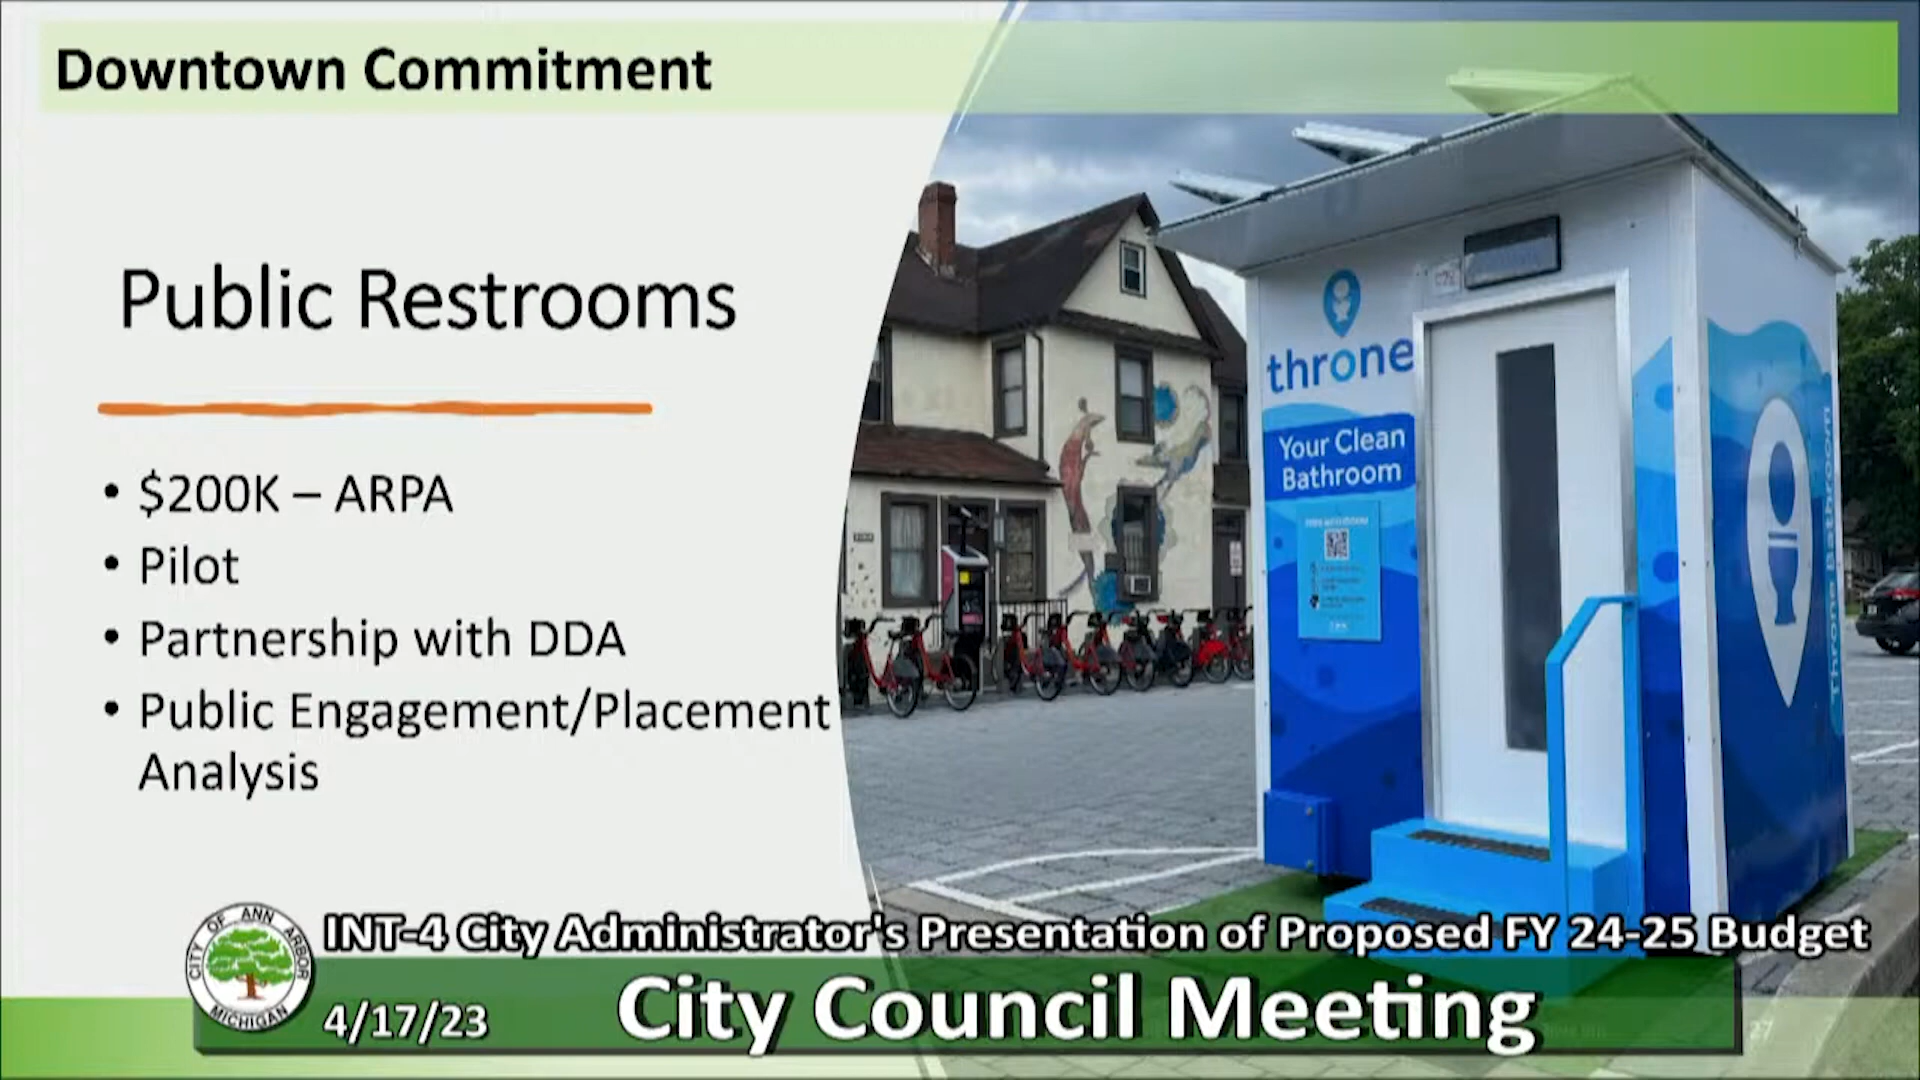 Downtown Commitment
Public Restrooms
• $200K – ARPA
• Pilot
• Partnership with DDA
• Public Engagement/Placement
Analysis
throne
Your Clean
Bathroom
Throne Bathroom
CITY OF ANN ARBOR
MICHIGAN
INT-4 City Administrator's Presentation of Proposed FY 24-25 Budget
4/17/23
City Council Meeting
27